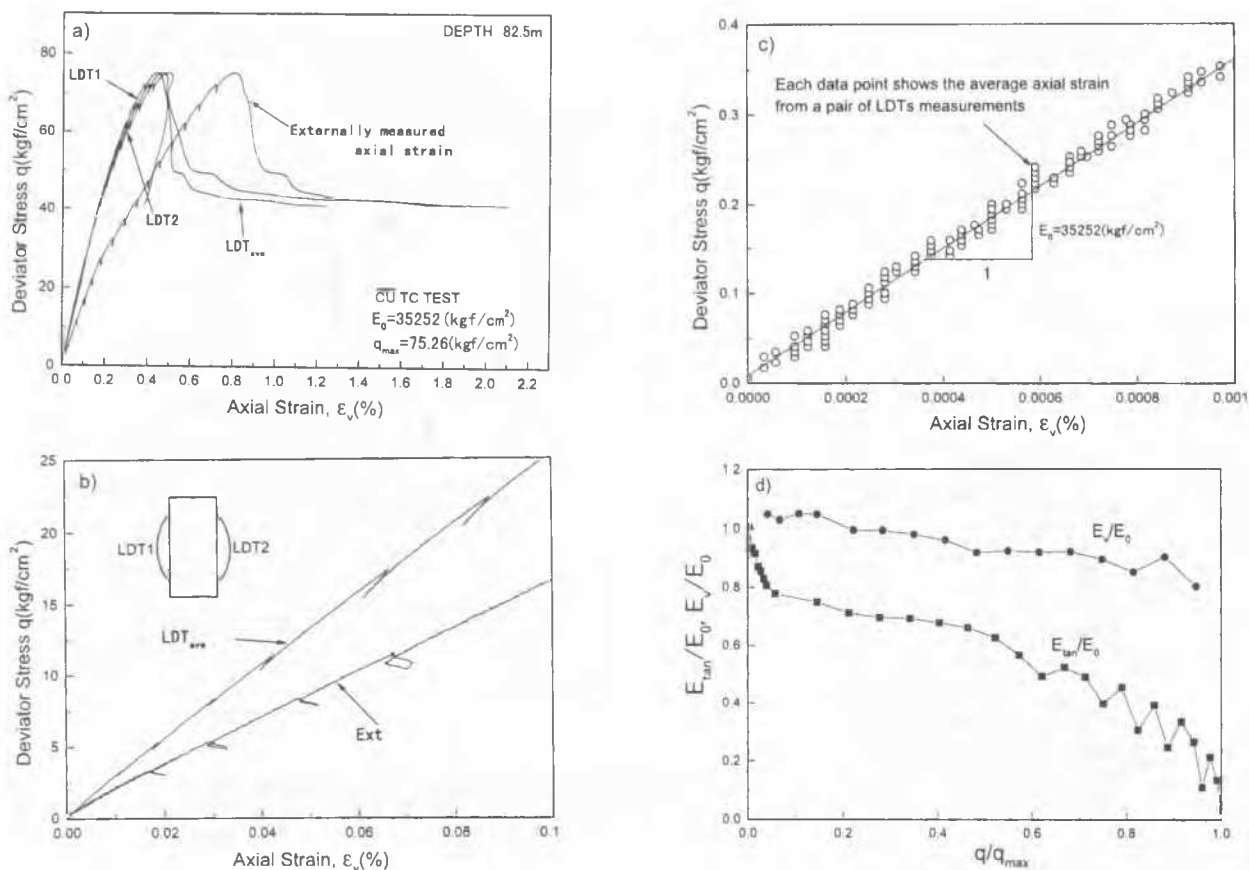 a)
DEPTH 82.5m
Deviator Stress q(kgf/cm²)
80
60
40
20
0
LDT1
LDT2
LDT_ave
Externally measured
axial strain
C̅U̅ TC TEST
E₀=35252(kgf/cm²)
q_max=75.26(kgf/cm²)
0.0 0.2 0.4 0.6 0.8 1.0 1.2 1.4 1.6 1.8 2.0 2.2
Axial Strain, ε_v(%)
c)
Deviator Stress q(kgf/cm²)
0.4
0.3
0.2
0.1
0.0
Each data point shows the average axial strain
from a pair of LDTs measurements
E₀=35252(kgf/cm²)
1
0.00000 0.0002 0.0004 0.0006 0.0008 0.001
Axial Strain, ε_v(%)
b)
Deviator Stress q(kgf/cm²)
25
20
15
10
5
0
LDT1
LDT2
LDT_ave
Ext
0.00 0.02 0.04 0.06 0.08 0.1
Axial Strain, ε_v(%)
d)
E_tan/E₀, E_v/E₀
1.2
1.0
0.8
0.6
0.4
0.2
0.0
E_v/E₀
E_tan/E₀
0.0 0.2 0.4 0.6 0.8 1.0
q/q_max